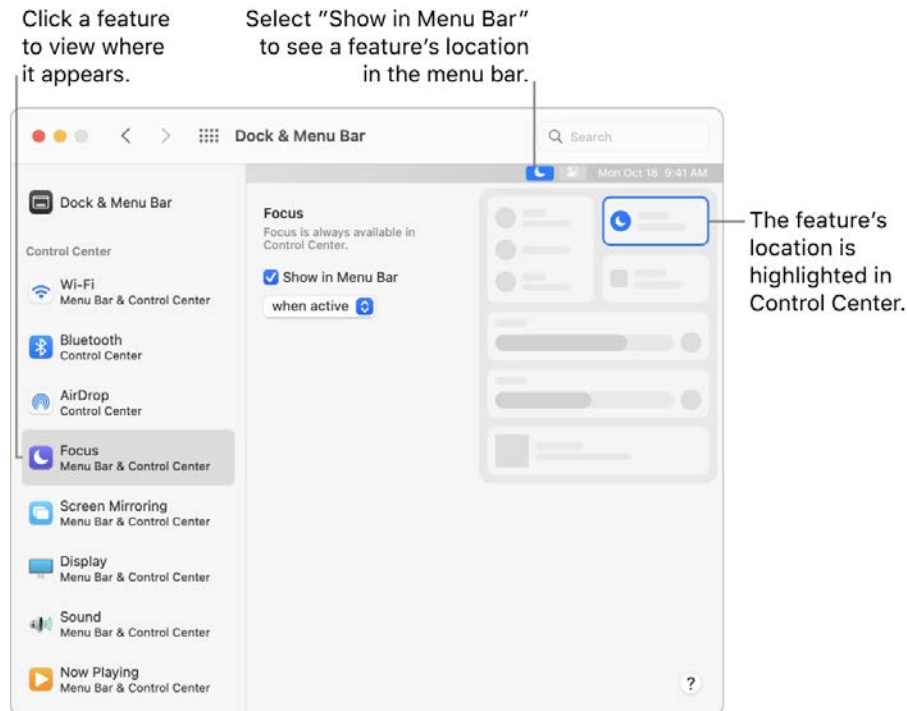 Click a feature
to view where
it appears.
Select "Show in Menu Bar"
to see a feature's location
in the menu bar.
Dock & Menu Bar
Search
Mon Oct 18 9:41 AM
Dock & Menu Bar
Control Center
Wi-Fi
Menu Bar & Control Center
Bluetooth
Control Center
AirDrop
Control Center
Focus
Menu Bar & Control Center
Screen Mirroring
Menu Bar & Control Center
Display
Menu Bar & Control Center
Sound
Menu Bar & Control Center
Now Playing
Menu Bar & Control Center
Focus
Focus is always available in
Control Center.
Show in Menu Bar
when active
The feature's
location is
highlighted in
Control Center.
?